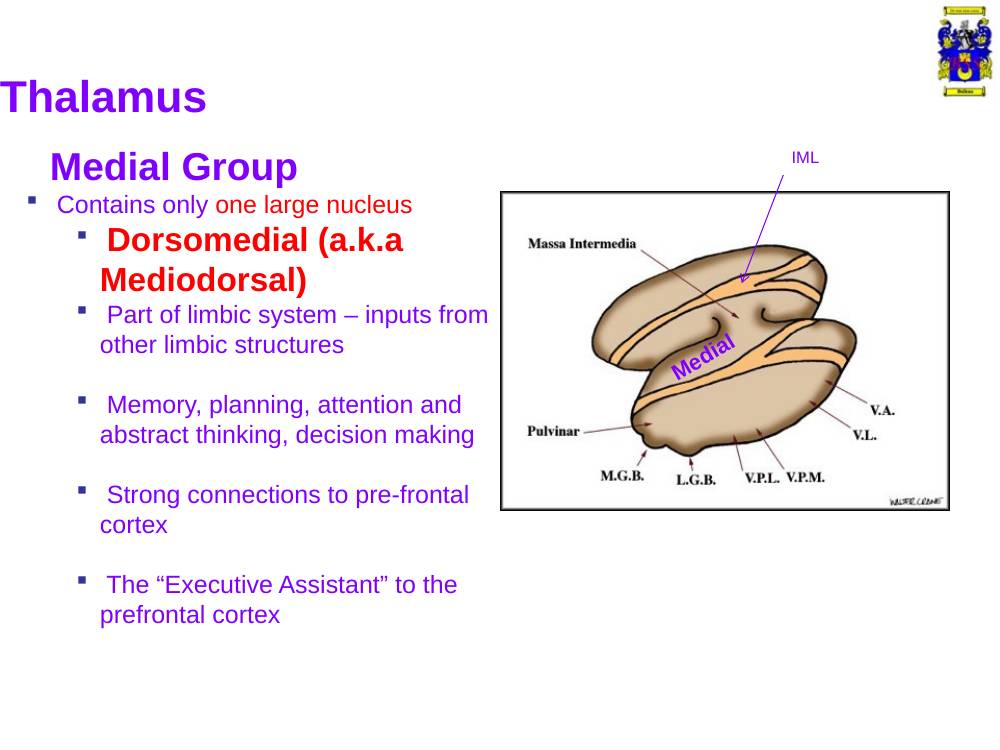 Thalamus
Medial Group
Contains only one large nucleus
Dorsomedial (a.k.a
Mediodorsal)
Part of limbic system – inputs from
other limbic structures
Memory, planning, attention and
abstract thinking, decision making
Strong connections to pre-frontal
cortex
The “Executive Assistant” to the
prefrontal cortex
IML
Massa Intermedia
Medial
V.A.
V.L.
Pulvinar
M.G.B.
L.G.B.
V.P.L. V.P.M.
WALTER CRANE